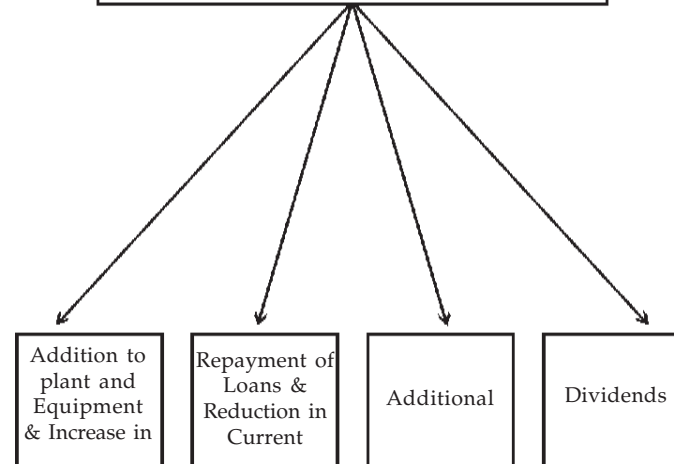 Addition to
plant and
Equipment
& Increase in
Repayment of
Loans &
Reduction in
Current
Additional
Dividends